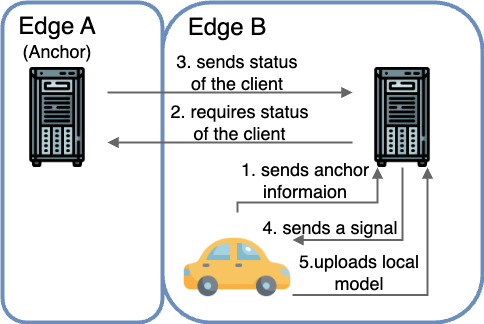 Edge A
(Anchor)
Edge B
3. sends status
of the client
2. requires status
of the client
1. sends anchor
informaion
4. sends a signal
5.uploads local
model